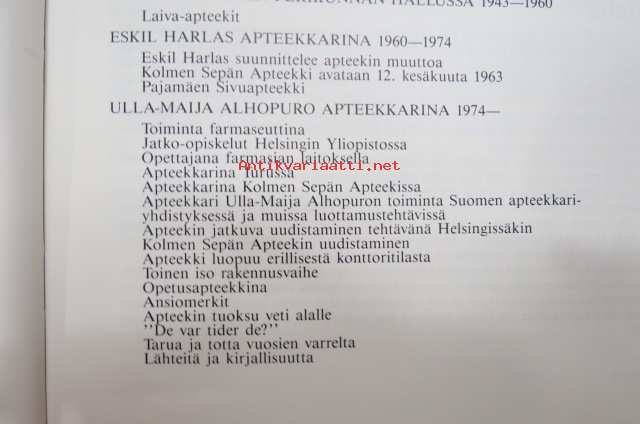 HALLUSSA 1943—1960
Laiva-apteekit
ESKIL HARLAS APTEEKKARINA 1960—1974
Eskil Harlas suunnittelee apteekin muuttoa
Kolmen Sepän Apteekki avataan 12. kesäkuuta 1963
Pajamäen Sivuapteekki
ULLA-MAIJA ALHOPURO APTEEKKARINA 1974—
Toiminta farmaseuttina
Jatko-opiskelut Helsingin Yliopistossa
Opettajana farmasian laitoksella
Antikvariaatti.net
Apteekkarina Turussa
Apteekkarina Kolmen Sepän Apteekissa
Apteekkari Ulla-Maija Alhopuron toiminta Suomen apteekkari-
yhdistyksessä ja muissa luottamustehtävissä
Apteekin jatkuva uudistaminen tehtävänä Helsingissäkin
Kolmen Sepän Apteekin uudistaminen
Apteekki luopuu erillisestä konttoritilasta
Toinen iso rakennusvaihe
Opetusapteekkina
Ansiomerkit
Apteekin tuoksu veti alalle
"De var tider de?"
Tarua ja totta vuosien varrelta
Lähteitä ja kirjallisuutta